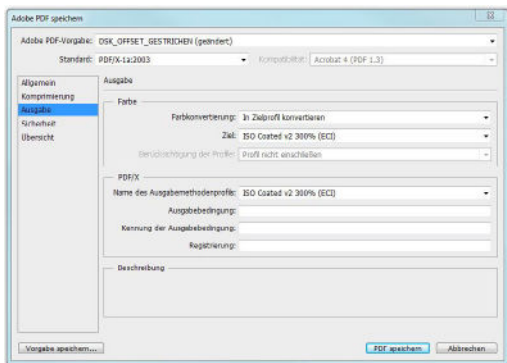 Adobe PDF speichern
Adobe PDF-Vorgabe: DSK_OFFSET_GESTRICHEN (geändert)
Standard: PDF/X-1a:2003 Kompatibilität: Acrobat 4 (PDF 1.3)
Allgemein
Komprimierung
Ausgabe
Sicherheit
Übersicht
Ausgabe
Farbe
Farbkonvertierung: In Zielprofil konvertieren
Ziel: ISO Coated v2 300% (ECI)
Berücksichtigung der Profile: Profil nicht einschließen
PDF/X
Name des Ausgabemethodenprofils: ISO Coated v2 300% (ECI)
Ausgabebedingung:
Kennung der Ausgabebedingung:
Registrierung:
Beschreibung
Vorgabe speichern... PDF speichern Abbrechen